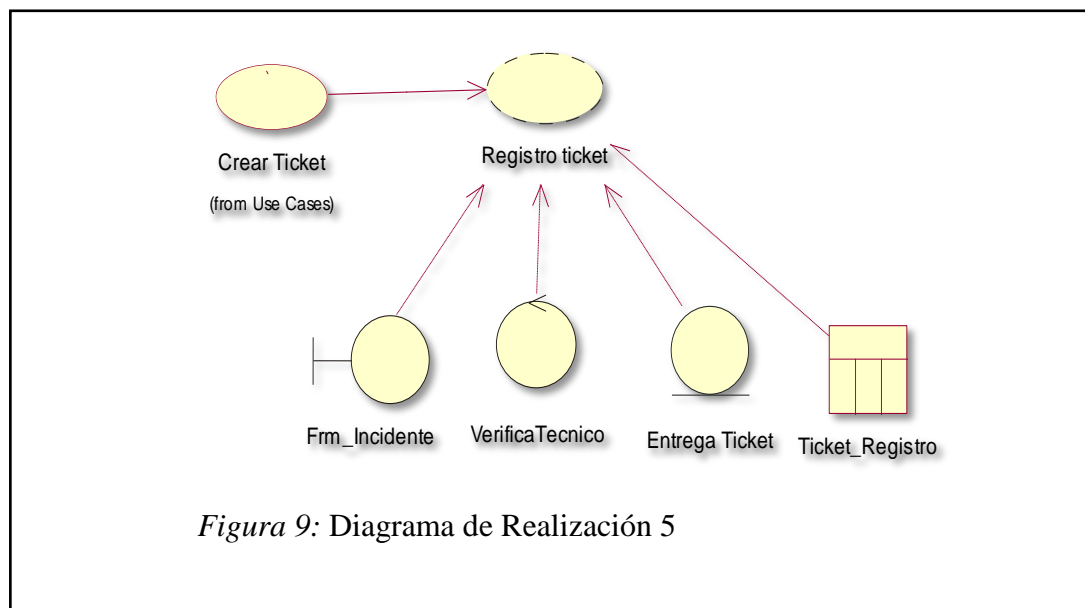 Crear Ticket
(from Use Cases)
Registro ticket
Frm_Incidente
VerificaTecnico
Entrega Ticket
Ticket_Registro
Figura 9: Diagrama de Realización 5